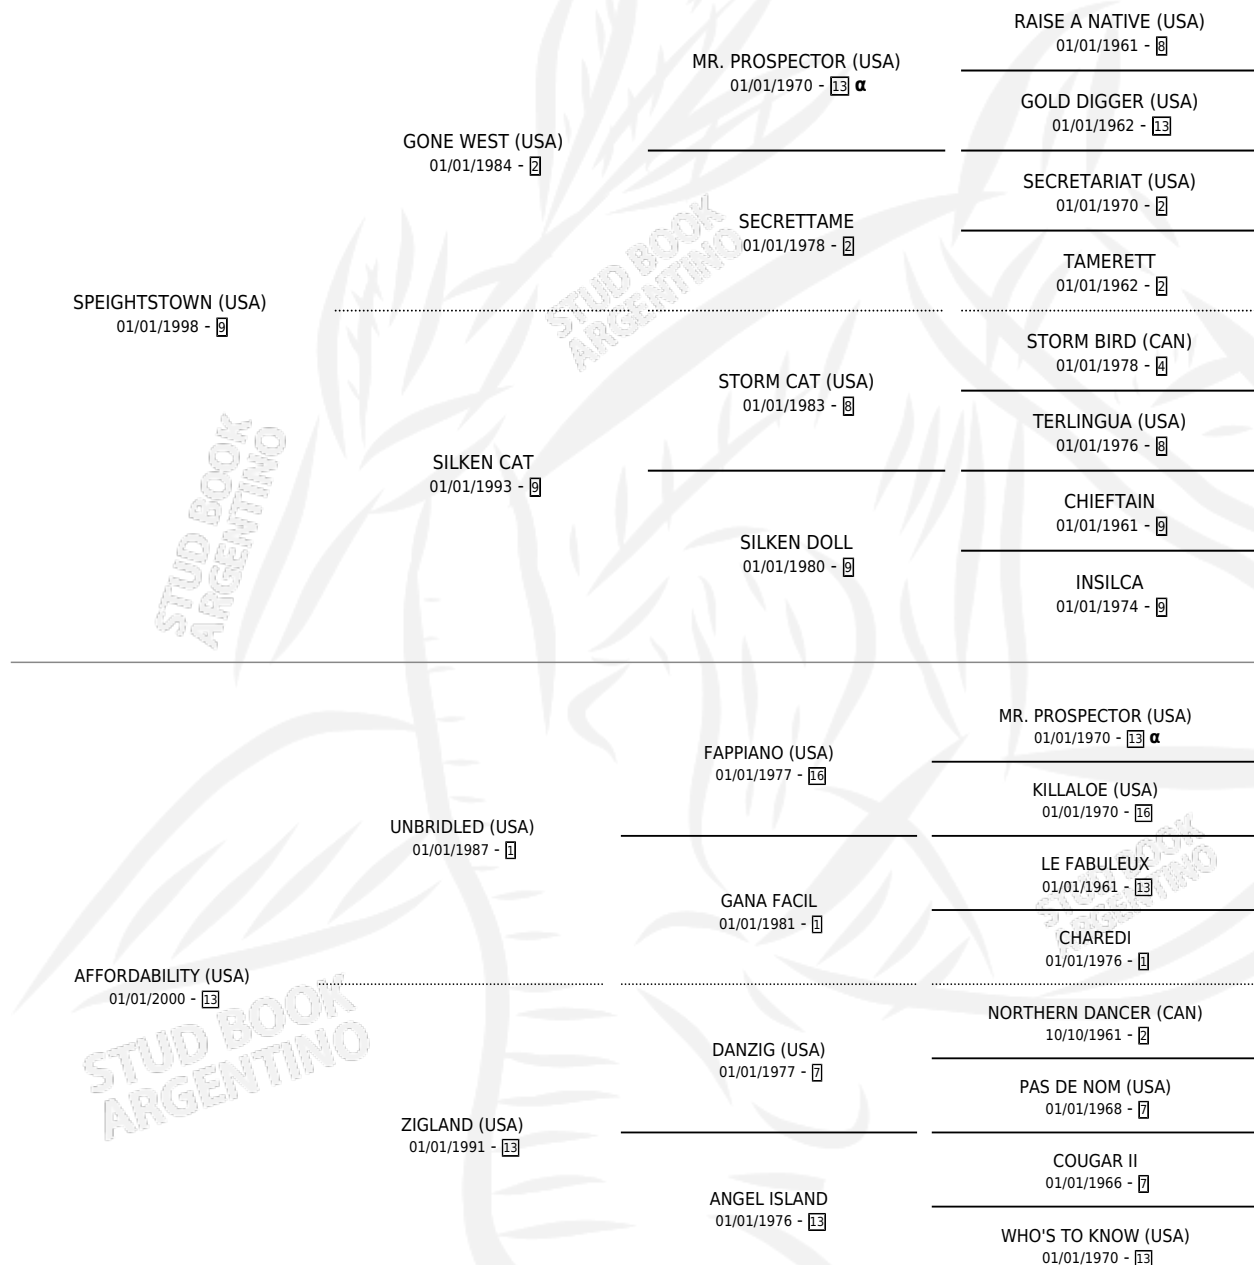 RAISE A NATIVE (USA)
01/01/1961 - 8
MR. PROSPECTOR (USA)
01/01/1970 - 13 α
GOLD DIGGER (USA)
01/01/1962 - 13
GONE WEST (USA)
01/01/1984 - 2
SECRETARIAT (USA)
01/01/1970 - 2
SECRETTAME
01/01/1978 - 2
TAMERETT
01/01/1962 - 2
SPEIGHTSTOWN (USA)
01/01/1998 - 9
STUD BOOK
ARGENTINO
STORM BIRD (CAN)
01/01/1978 - 4
STORM CAT (USA)
01/01/1983 - 8
TERLINGUA (USA)
01/01/1976 - 8
SILKEN CAT
01/01/1993 - 9
CHIEFTAIN
01/01/1961 - 9
SILKEN DOLL
01/01/1980 - 9
INSILCA
01/01/1974 - 9
STUD BOOK
ARGENTINO
MR. PROSPECTOR (USA)
01/01/1970 - 13 α
FAPPIANO (USA)
01/01/1977 - 16
KILLALOE (USA)
01/01/1970 - 16
UNBRIDLED (USA)
01/01/1987 - 1
LE FABULEUX
01/01/1961 - 13
STUD BOOK
ARGENTINO
GANA FACIL
01/01/1981 - 1
CHAREDI
01/01/1976 - 1
AFFORDABILITY (USA)
01/01/2000 - 13
STUD BOOK
ARGENTINO
NORTHERN DANCER (CAN)
10/10/1961 - 2
DANZIG (USA)
01/01/1977 - 7
PAS DE NOM (USA)
01/01/1968 - 7
ZIGLAND (USA)
01/01/1991 - 13
COUGAR II
01/01/1966 - 7
ANGEL ISLAND
01/01/1976 - 13
WHO'S TO KNOW (USA)
01/01/1970 - 13